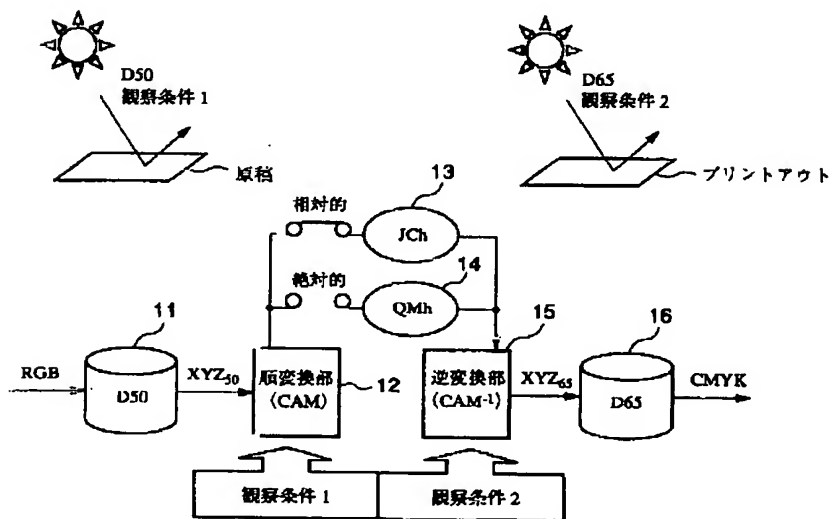 D50
観察条件 1
原稿
D65
観察条件 2
プリントアウト
13
相対的
JCh
14
絶対的
QMh
11
15
16
RGB
D50
XYZ50
順変換部
(CAM)
12
逆変換部
(CAM-1)
XYZ65
D65
CMYK
観察条件 1
観察条件 2